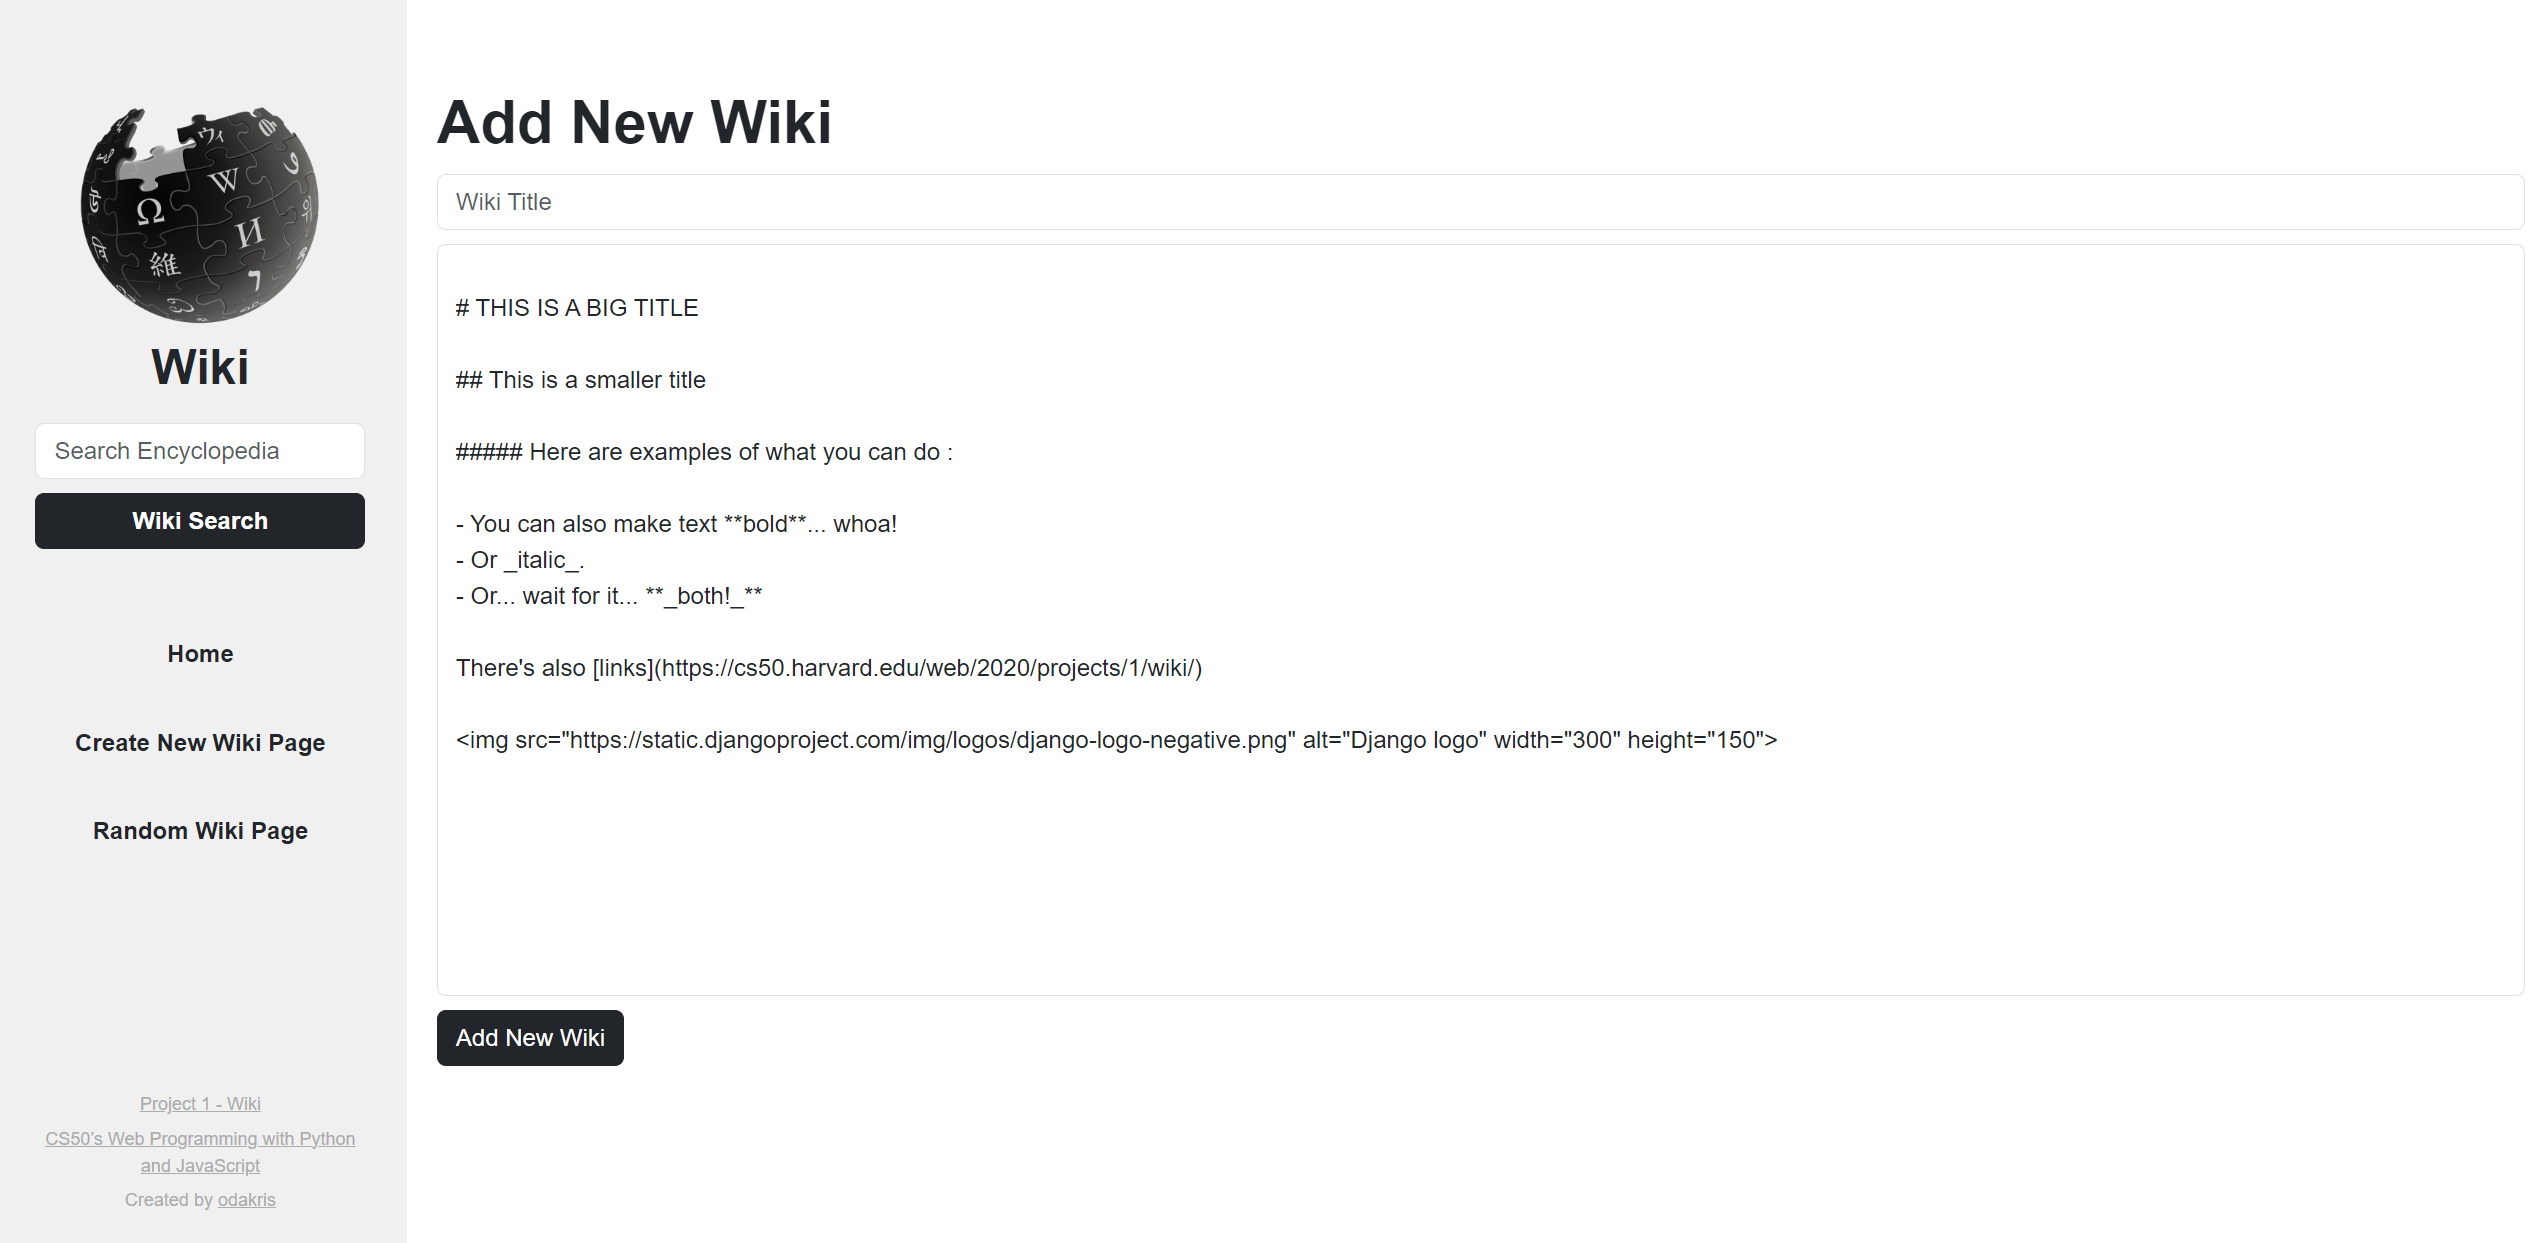 Wiki
Search Encyclopedia
Wiki Search
Home
Create New Wiki Page
Random Wiki Page
Project 1 - Wiki
CS50's Web Programming with Python
and JavaScript
Created by odakris
Add New Wiki
Wiki Title
# THIS IS A BIG TITLE
## This is a smaller title
##### Here are examples of what you can do :
- You can also make text **bold**... whoa!
- Or _italic_.
- Or... wait for it... **_both!_**
There's also [links](https://cs50.harvard.edu/web/2020/projects/1/wiki/)
<img src="https://static.djangoproject.com/img/logos/django-logo-negative.png" alt="Django logo" width="300" height="150">
Add New Wiki